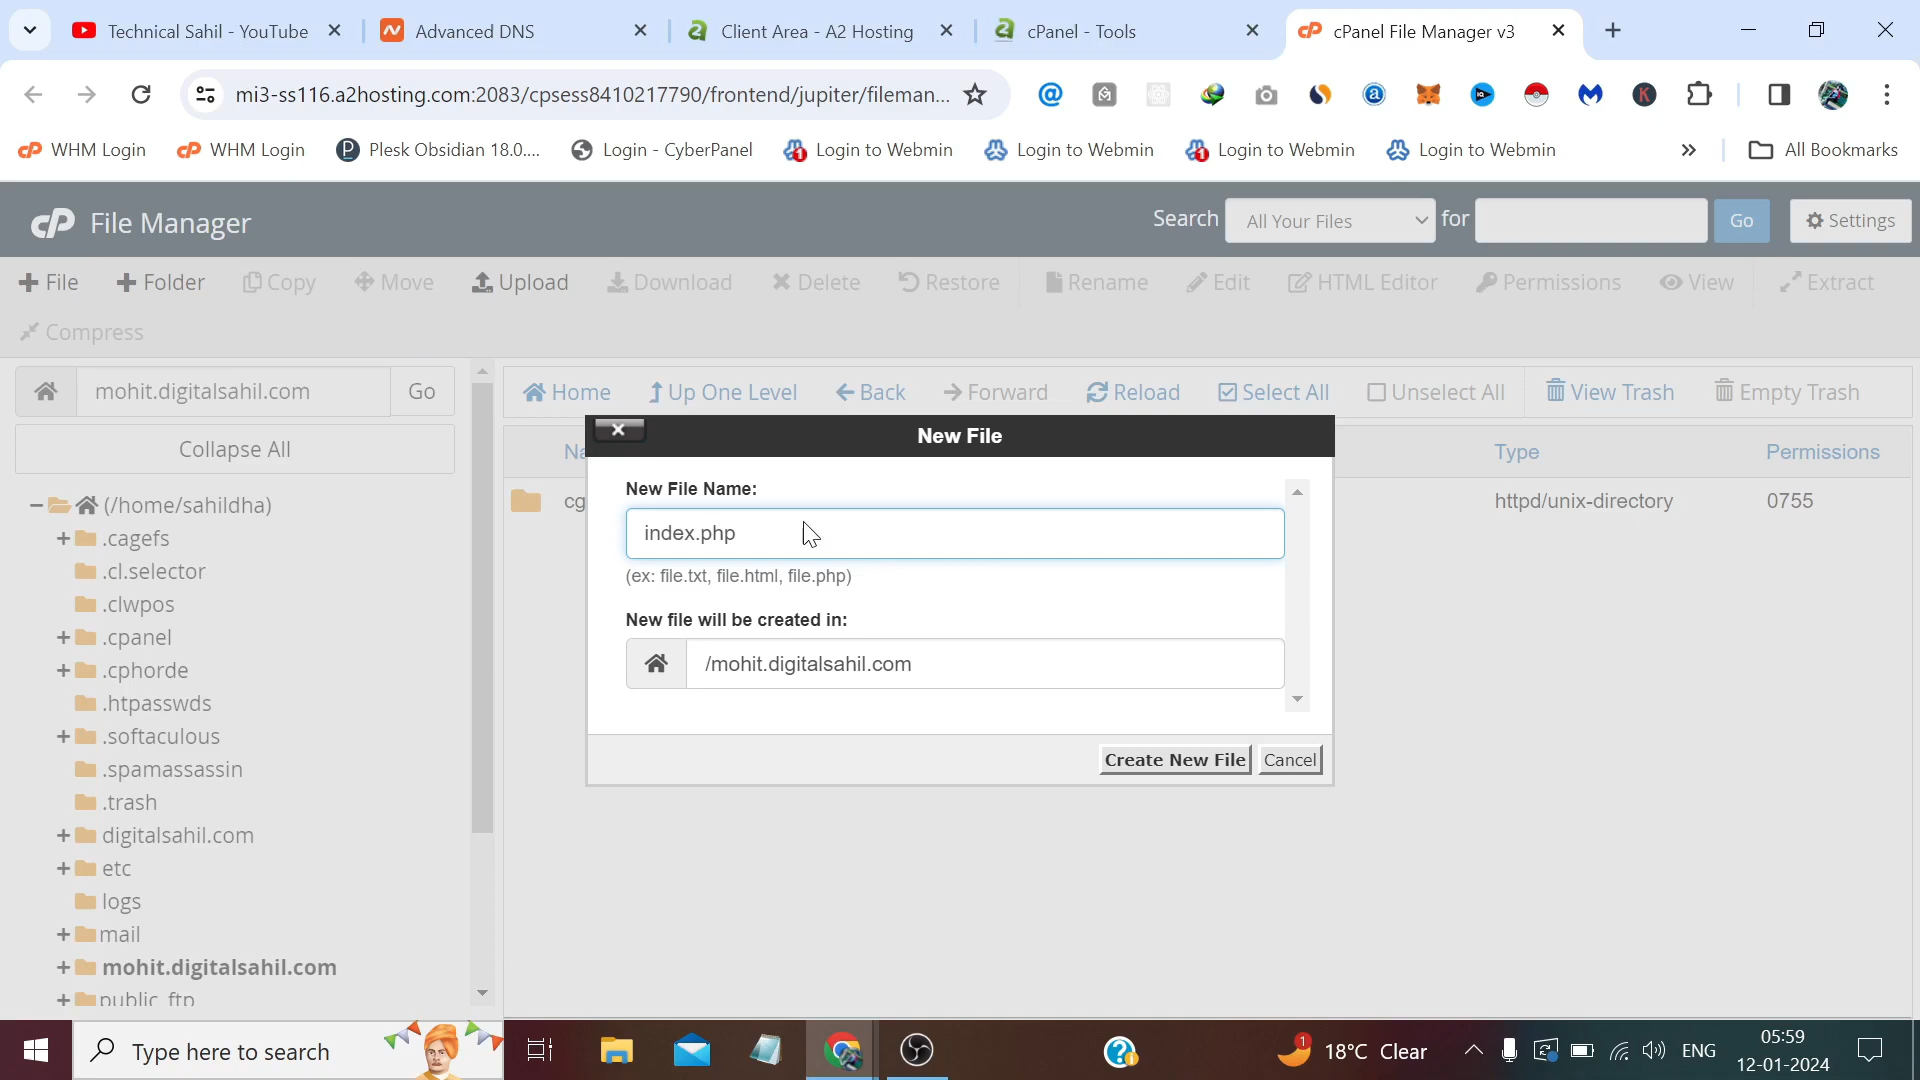 Technical Sahil - YouTube
Advanced DNS
Client Area - A2 Hosting
cPanel - Tools
cPanel File Manager v3
mi3-ss116.a2hosting.com:2083/cpsess8410217790/frontend/jupiter/fileman...
WHM Login
WHM Login
Plesk Obsidian 18.0....
Login - CyberPanel
Login to Webmin
Login to Webmin
Login to Webmin
Login to Webmin
»
All Bookmarks
cP File Manager
Search
All Your Files
for
Go
Settings
File
Folder
Copy
Move
Upload
Download
Delete
Restore
Rename
Edit
HTML Editor
Permissions
View
Extract
Compress
mohit.digitalsahil.com
Go
Home
Up One Level
Back
Forward
Reload
Select All
Unselect All
View Trash
Empty Trash
Collapse All
Na
Type
Permissions
cg
httpd/unix-directory
0755
(/home/sahildha)
.cagefs
.cl.selector
.clwpos
.cpanel
.cphorde
.htpasswds
.softaculous
.spamassassin
.trash
digitalsahil.com
etc
logs
mail
mohit.digitalsahil.com
public_ftp
New File
New File Name:
index.php
(ex: file.txt, file.html, file.php)
New file will be created in:
/mohit.digitalsahil.com
Create New File
Cancel
Type here to search
1
18°C Clear
ENG
05:59
12-01-2024